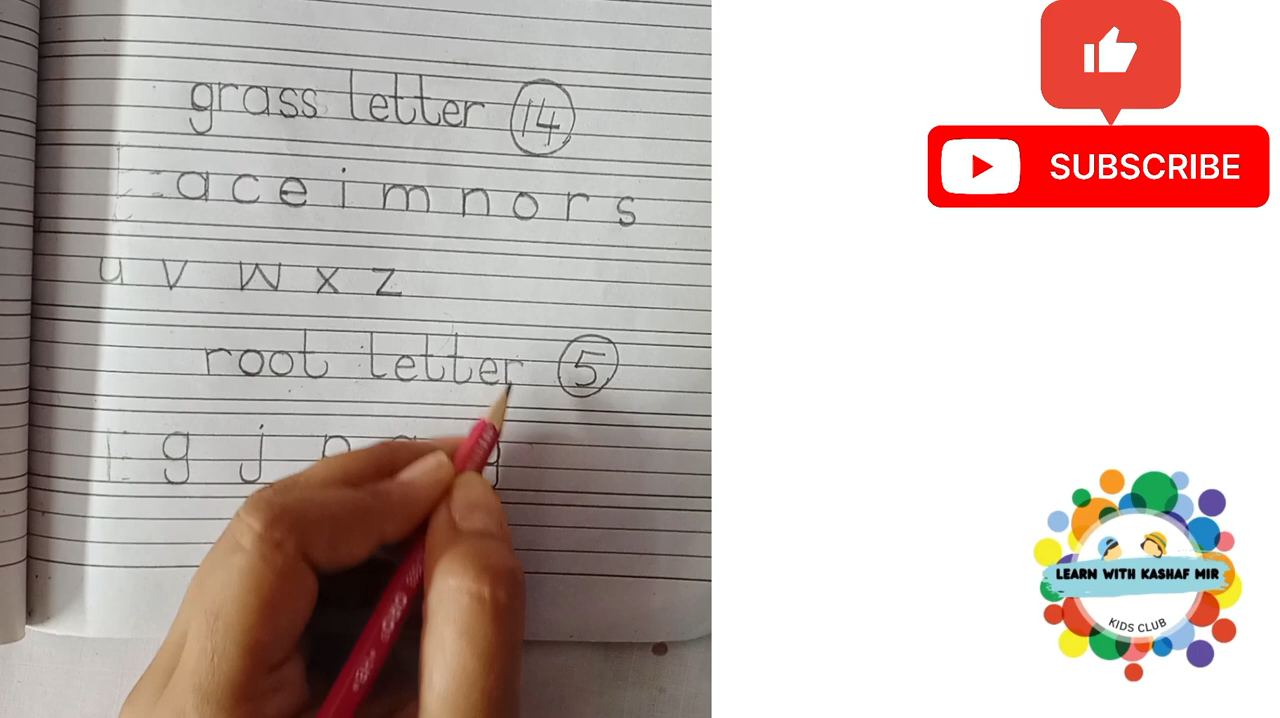 grass letter 14
a c e i m n o r s
u v w x z
root letter 5
g j p
SUBSCRIBE
LEARN WITH KASHAF MIR
KIDS CLUB